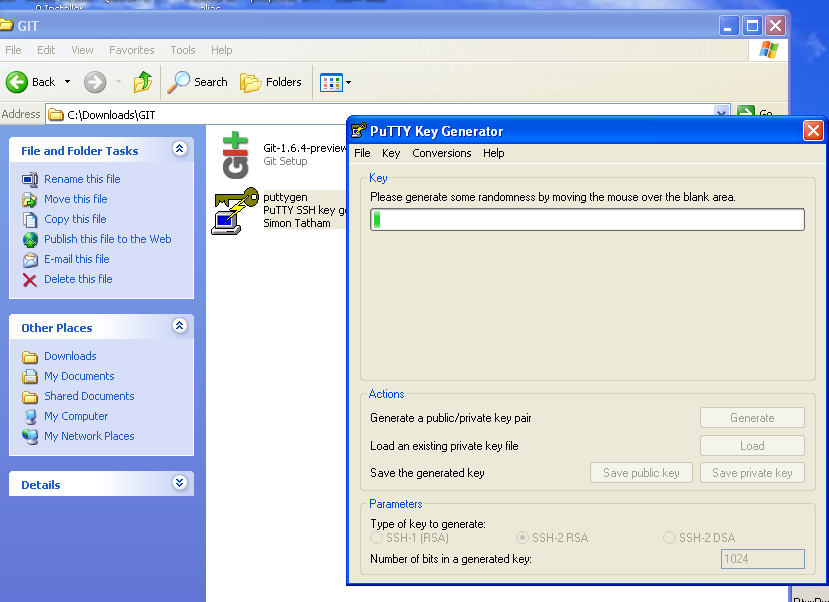 0 Installer
alias
GIT
File Edit View Favorites Tools Help
Back Search Folders
Address C:\Downloads\GIT Go
File and Folder Tasks
Rename this file
Move this file
Copy this file
Publish this file to the Web
E-mail this file
Delete this file
Other Places
Downloads
My Documents
Shared Documents
My Computer
My Network Places
Details
Git-1.6.4-preview
Git Setup
puttygen
PuTTY SSH key ge
Simon Tatham
PuTTY Key Generator
File Key Conversions Help
Key
Please generate some randomness by moving the mouse over the blank area.
Actions
Generate a public/private key pair Generate
Load an existing private key file Load
Save the generated key Save public key Save private key
Parameters
Type of key to generate:
SSH-1 (RSA) SSH-2 RSA SSH-2 DSA
Number of bits in a generated key: 1024